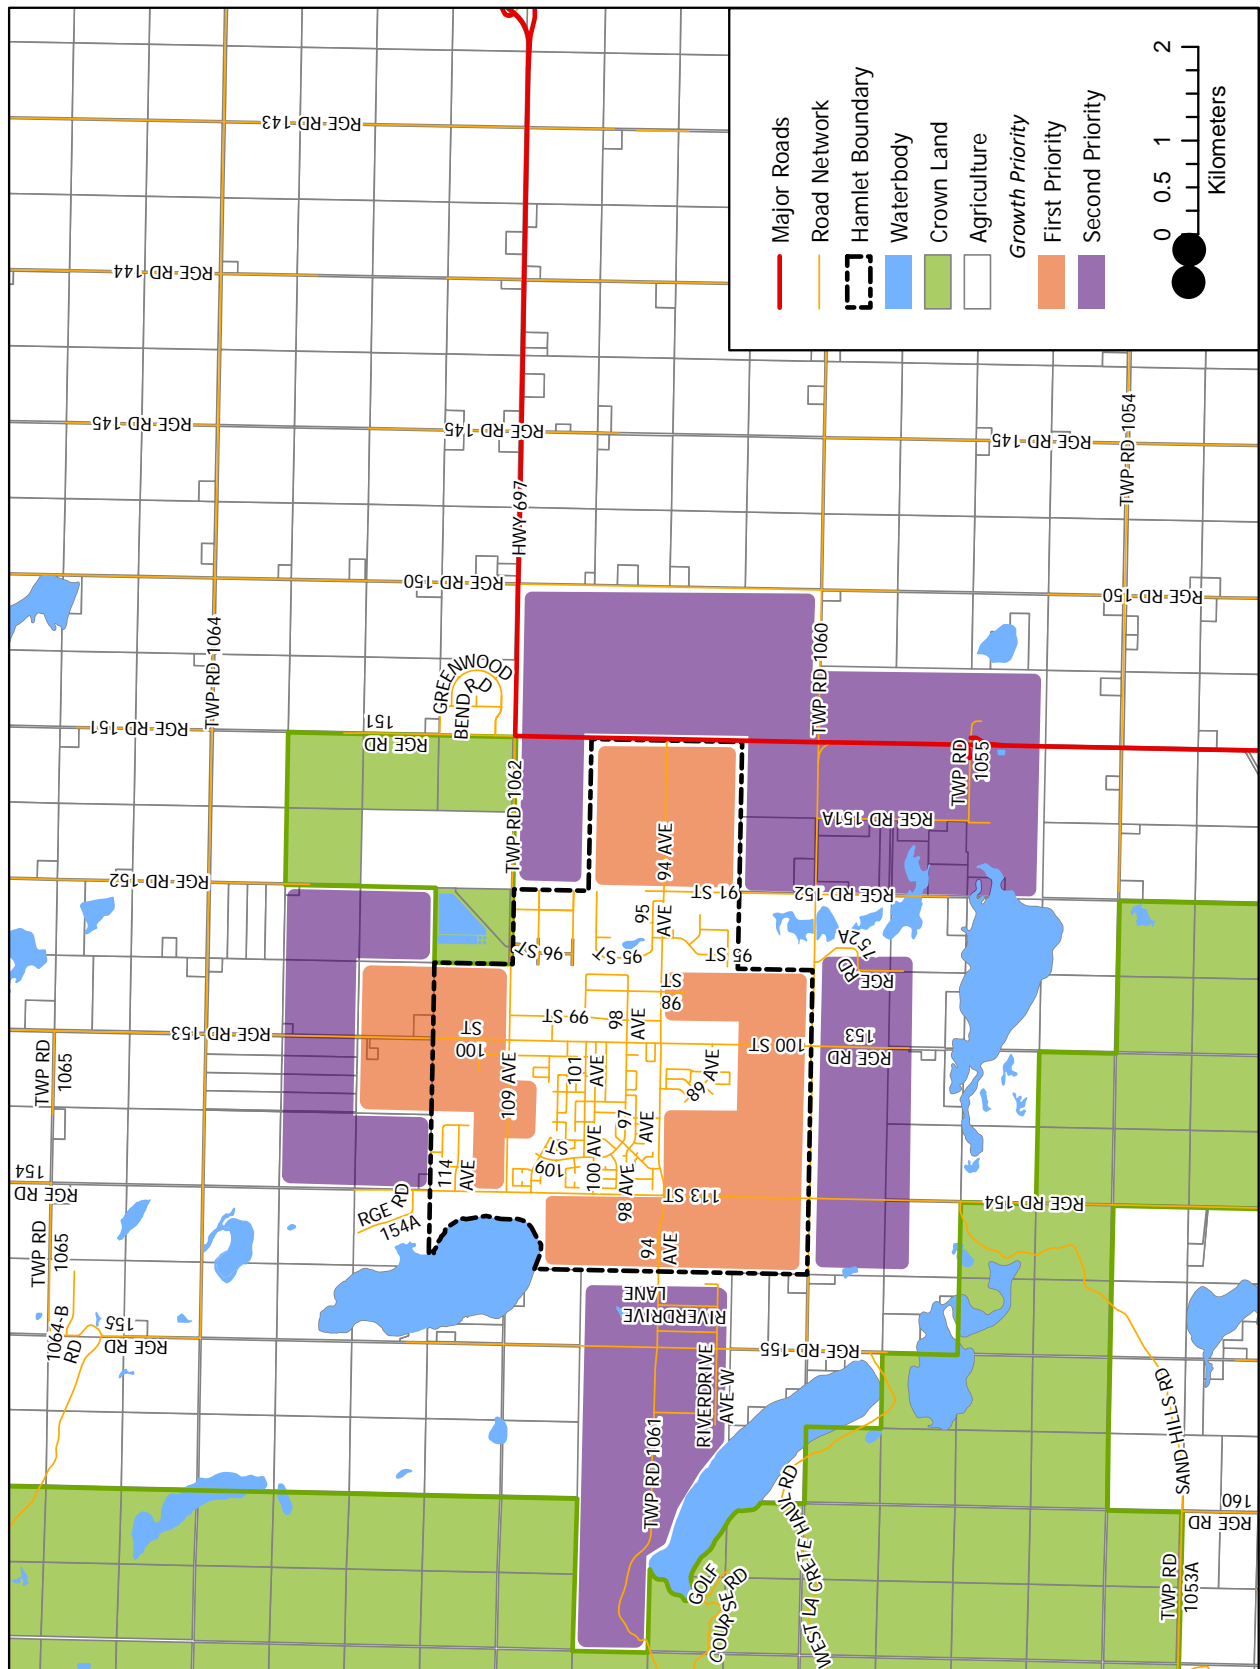 Major Roads
Road Network
Hamlet Boundary
Waterbody
Crown Land
Agriculture
Growth Priority
First Priority
Second Priority
0 0.5 1 2
Kilometers
RGE RD 143
RGE RD 144
RGE RD 145
RGE RD 145
RGE RD 145
TWP RD 1054
HWY 697
RGE RD 150
RGE RD 150
TWP RD 1064
GREENWOOD
BEND RD
TWP RD 1060
RGE RD 151
RGE RD
151
TWP RD 1062
TWP RD
1055
RGE RD 151A
94 AVE
RGE RD 152
91 ST
RGE RD 152
95
AVE
96 ST
95 ST
95 ST
RGE
RD
152A
98
ST
99 ST
98
AVE
RGE RD 153
100
ST
100 ST
RGE RD
153
TWP RD
1065
109 AVE
101
AVE
89 AVE
97
AVE
109
ST
100 AVE
98 AVE
114
AVE
113 ST
RGE RD
154
RGE RD 154
RGE RD
154A
TWP RD
1065
94
AVE
RIVERDRIVE
LANE
1064-B
RD
RGE RD
155
RGE RD 155
RIVERDRIVE
AVE W
TWP RD 1061
SAND HILLS RD
WEST LA CRETE HAUL RD
RGE RD
160
GOLF
COURSE RD
TWP RD
1053A